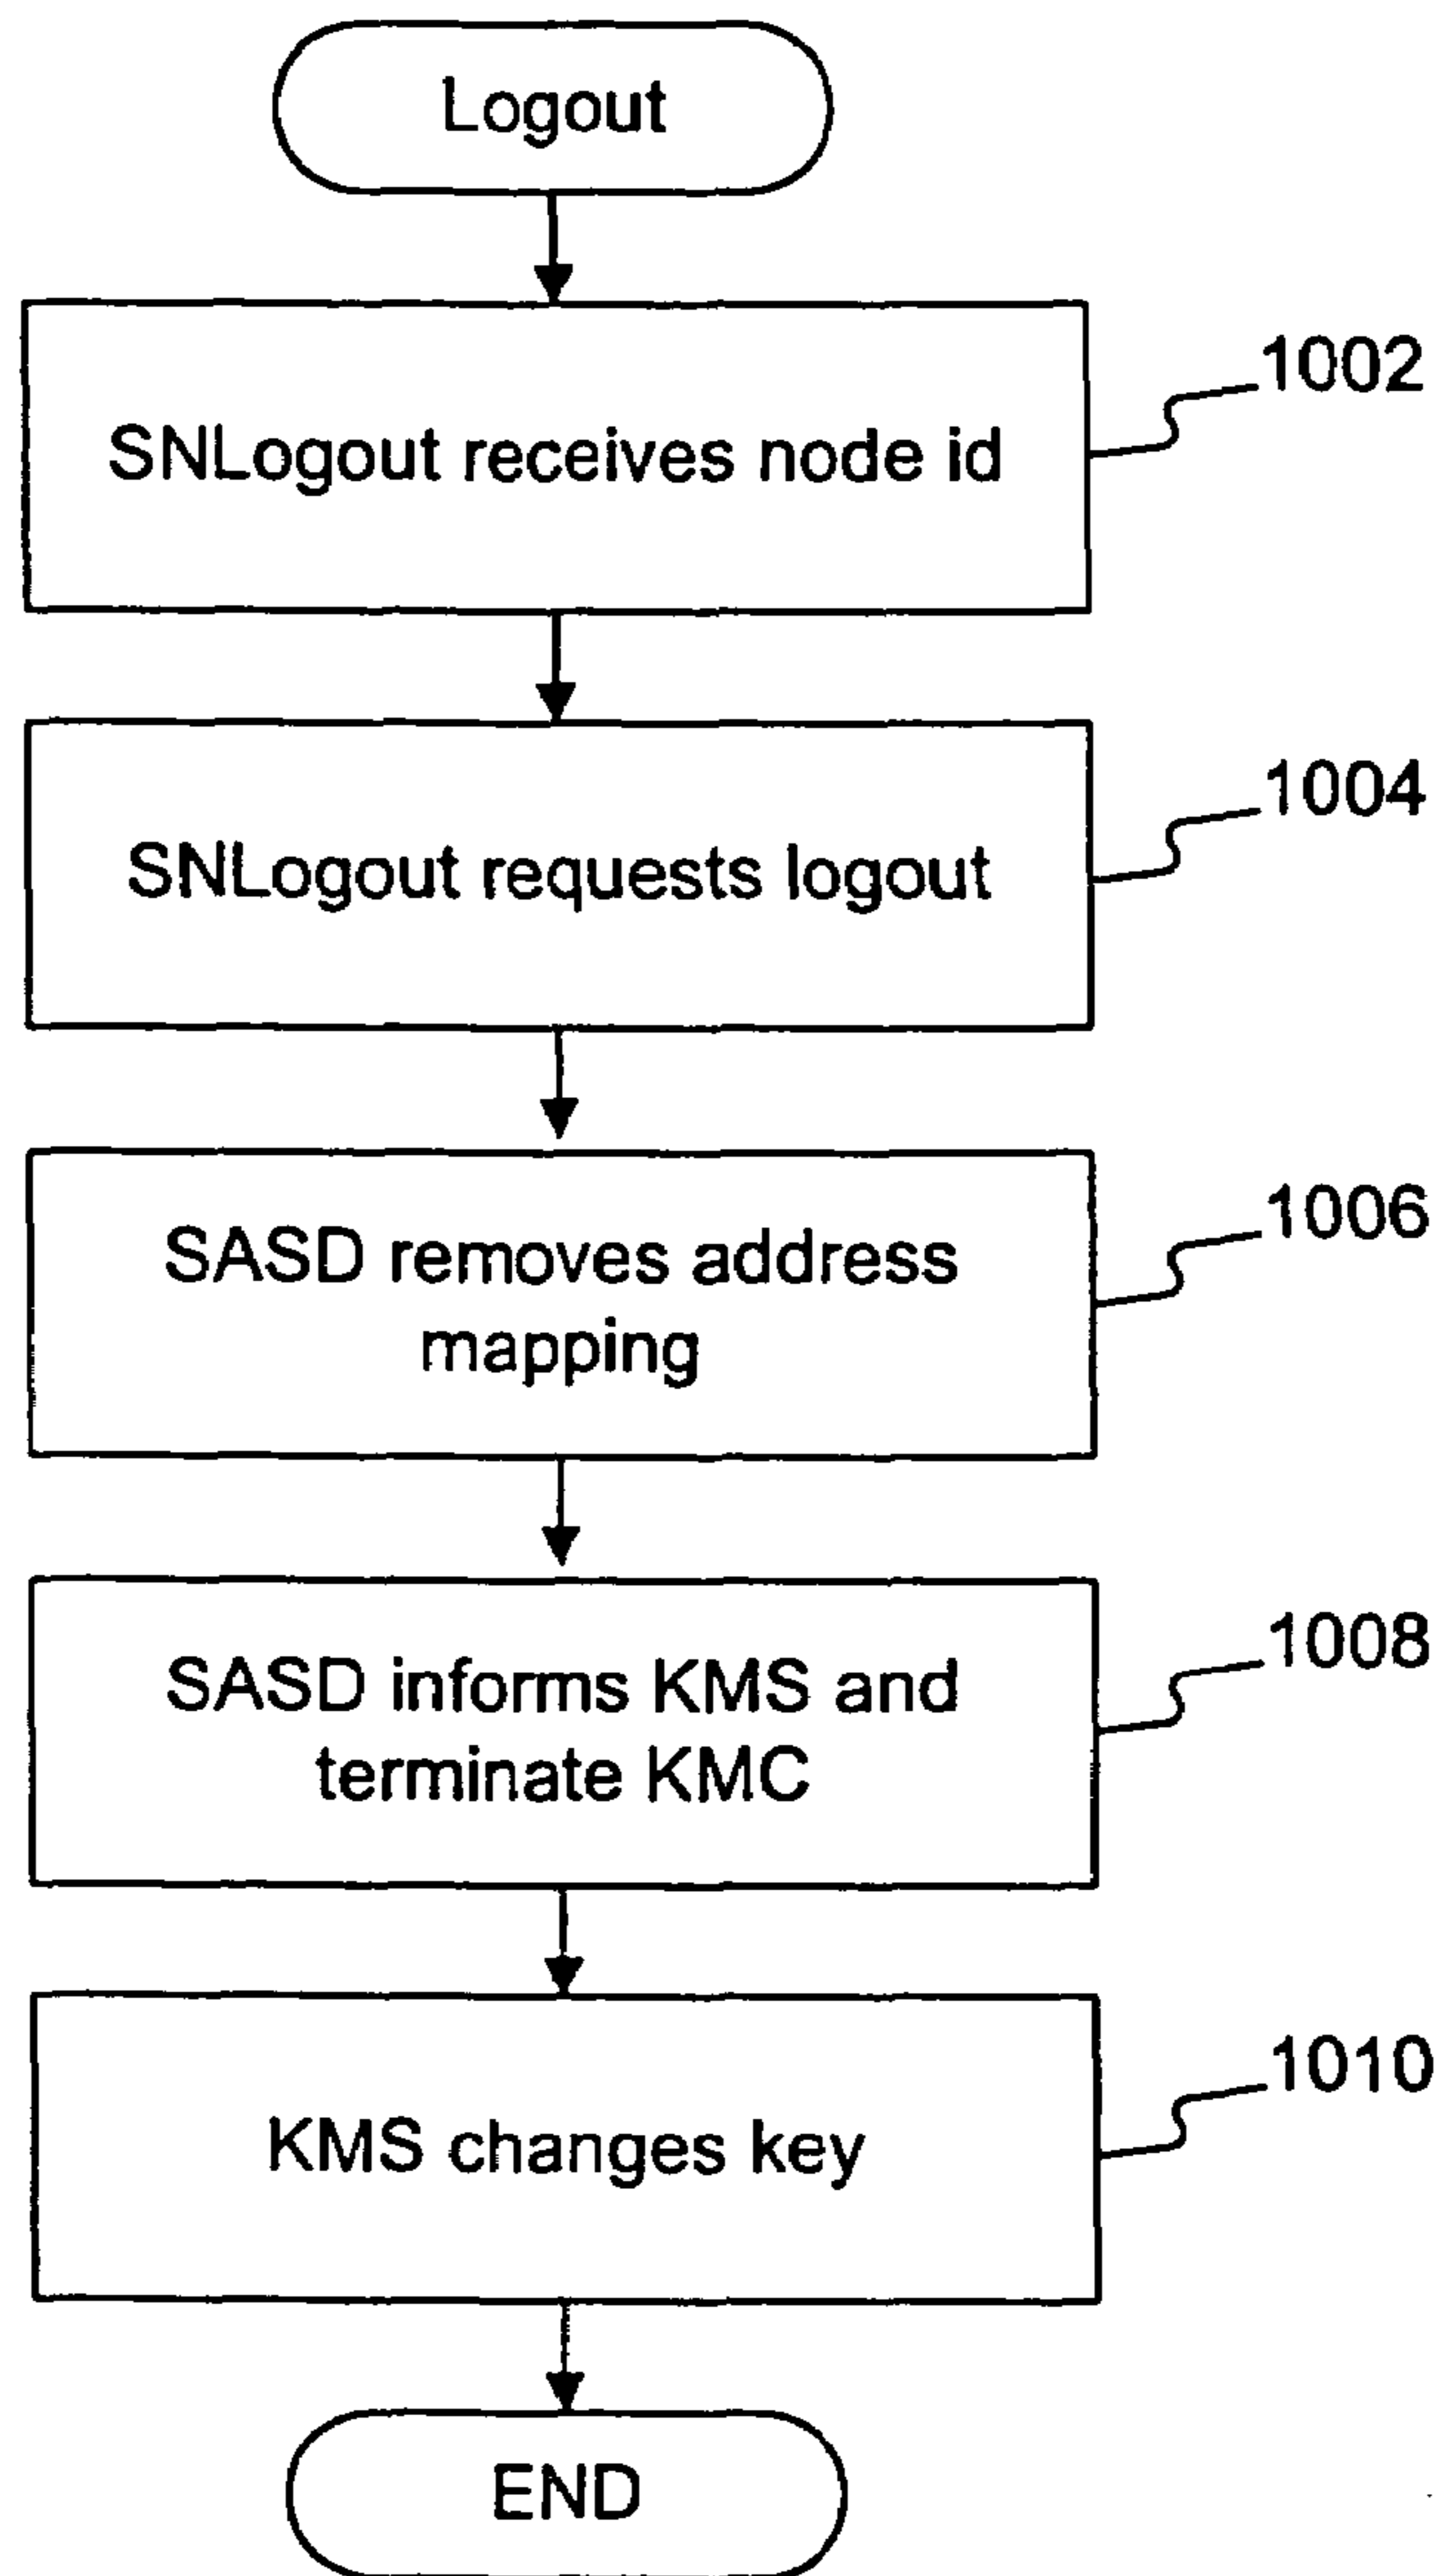 Logout
SNLogout receives node id
1002
SNLogout requests logout
1004
SASD removes address
mapping
1006
SASD informs KMS and
terminate KMC
1008
KMS changes key
1010
END